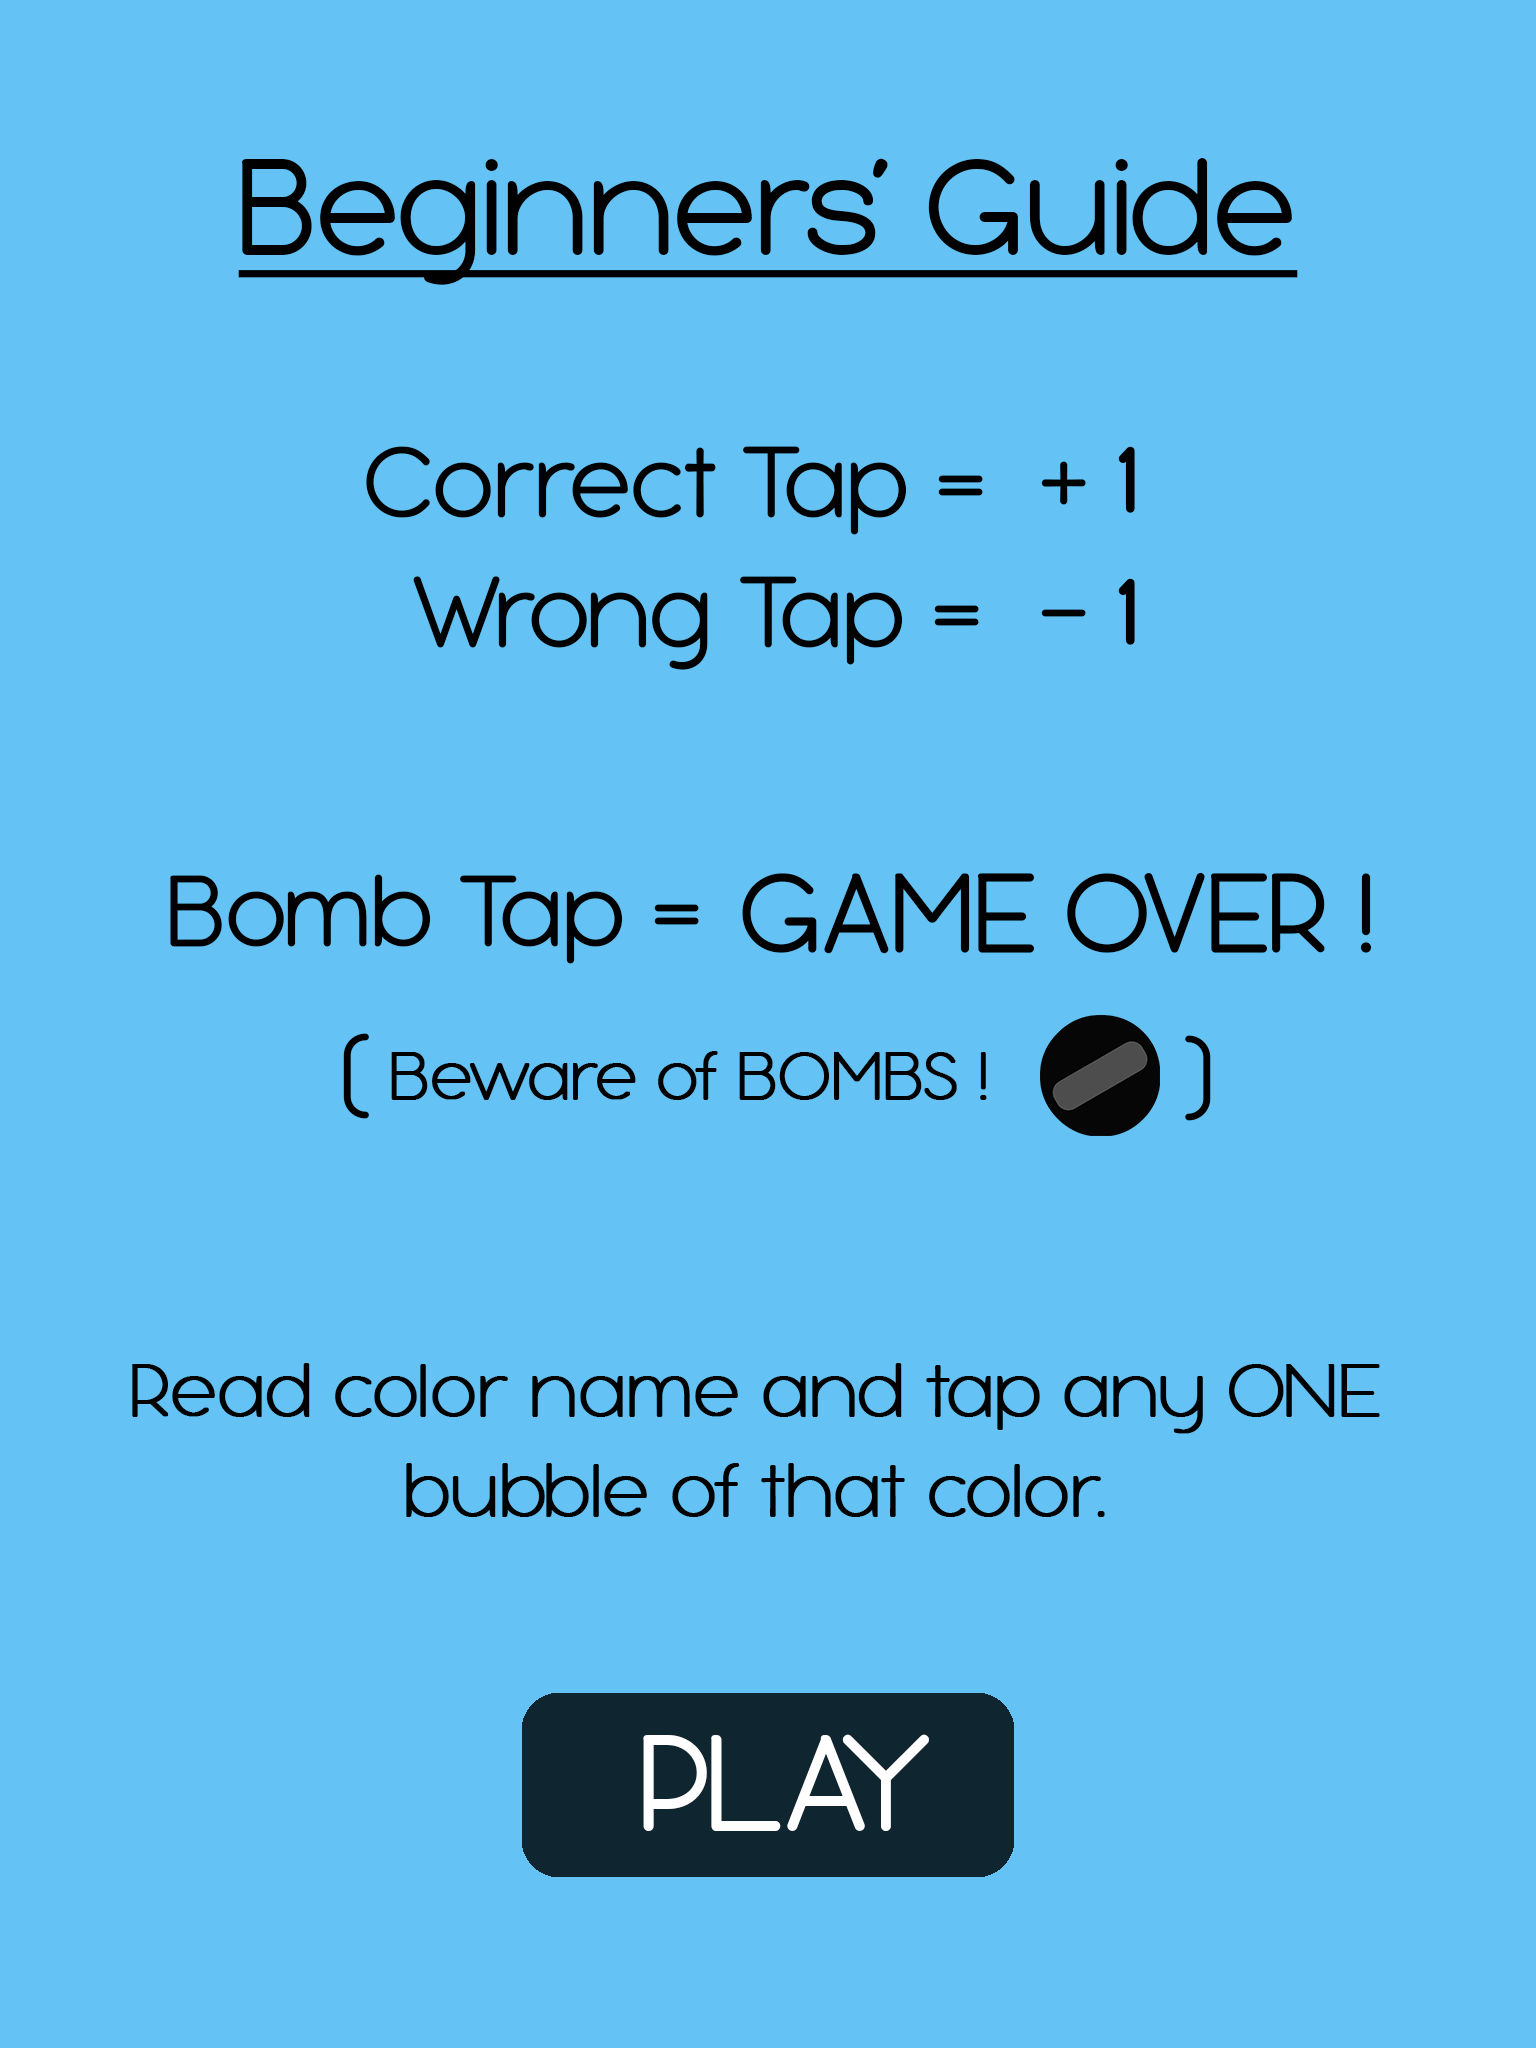 Beginners' Guide
Correct Tap = + 1
Wrong Tap = - 1
Bomb Tap = GAME OVER !
( Beware of BOMBS ! )
Read color name and tap any ONE
bubble of that color.
PLAY